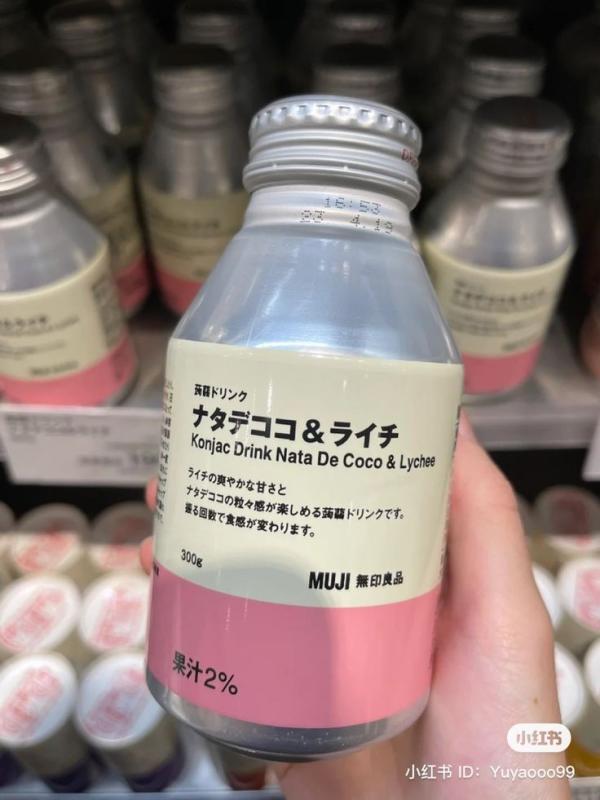 16:53
23 4.19
蒟蒻ドリンク
ナタデココ&ライチ
Konjac Drink Nata De Coco & Lychee
ライチの爽やかな甘さと
ナタデココの粒々感が楽しめる蒟蒻ドリンクです。
振る回数で食感が変わります。
300g
MUJI 無印良品
果汁2%
小红书
小红书 ID: Yuyaooo99